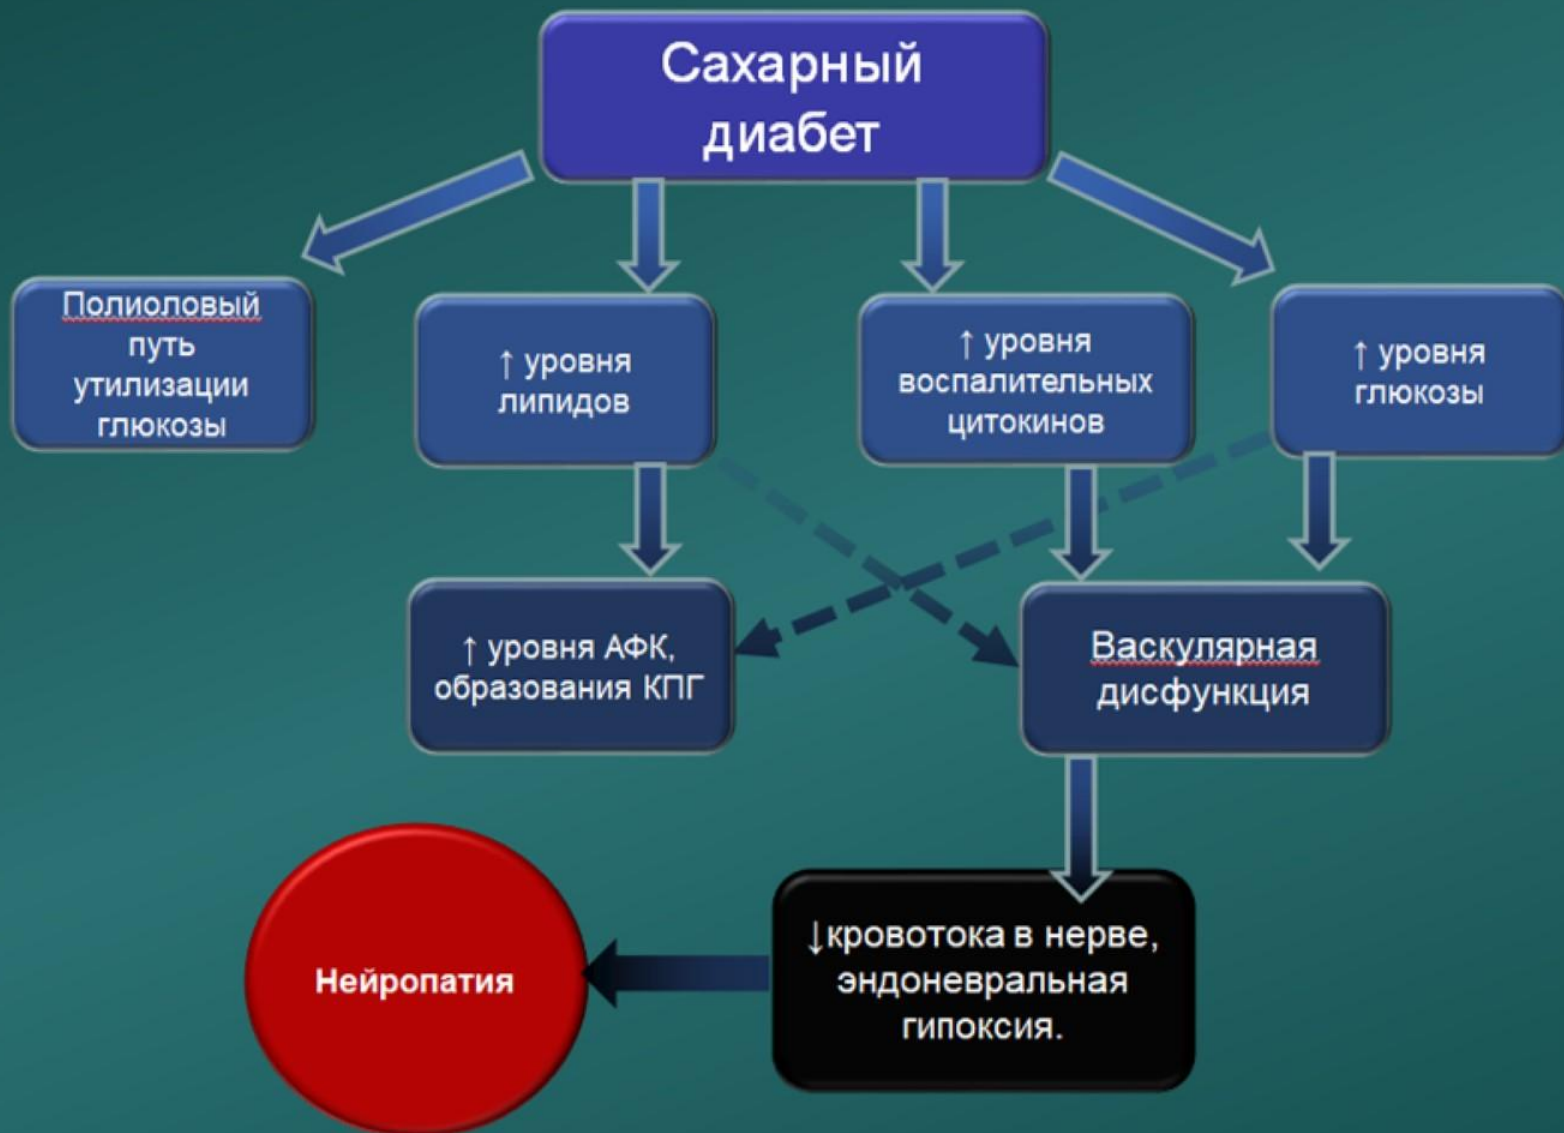 Сахарный
диабет
Полиоловый
путь
утилизации
глюкозы
↑ уровня
липидов
↑ уровня
воспалительных
цитокинов
↑ уровня
глюкозы
↑ уровня АФК,
образования КПГ
Васкулярная
дисфункция
Нейропатия
↓кровотока в нерве,
эндоневральная
гипоксия.